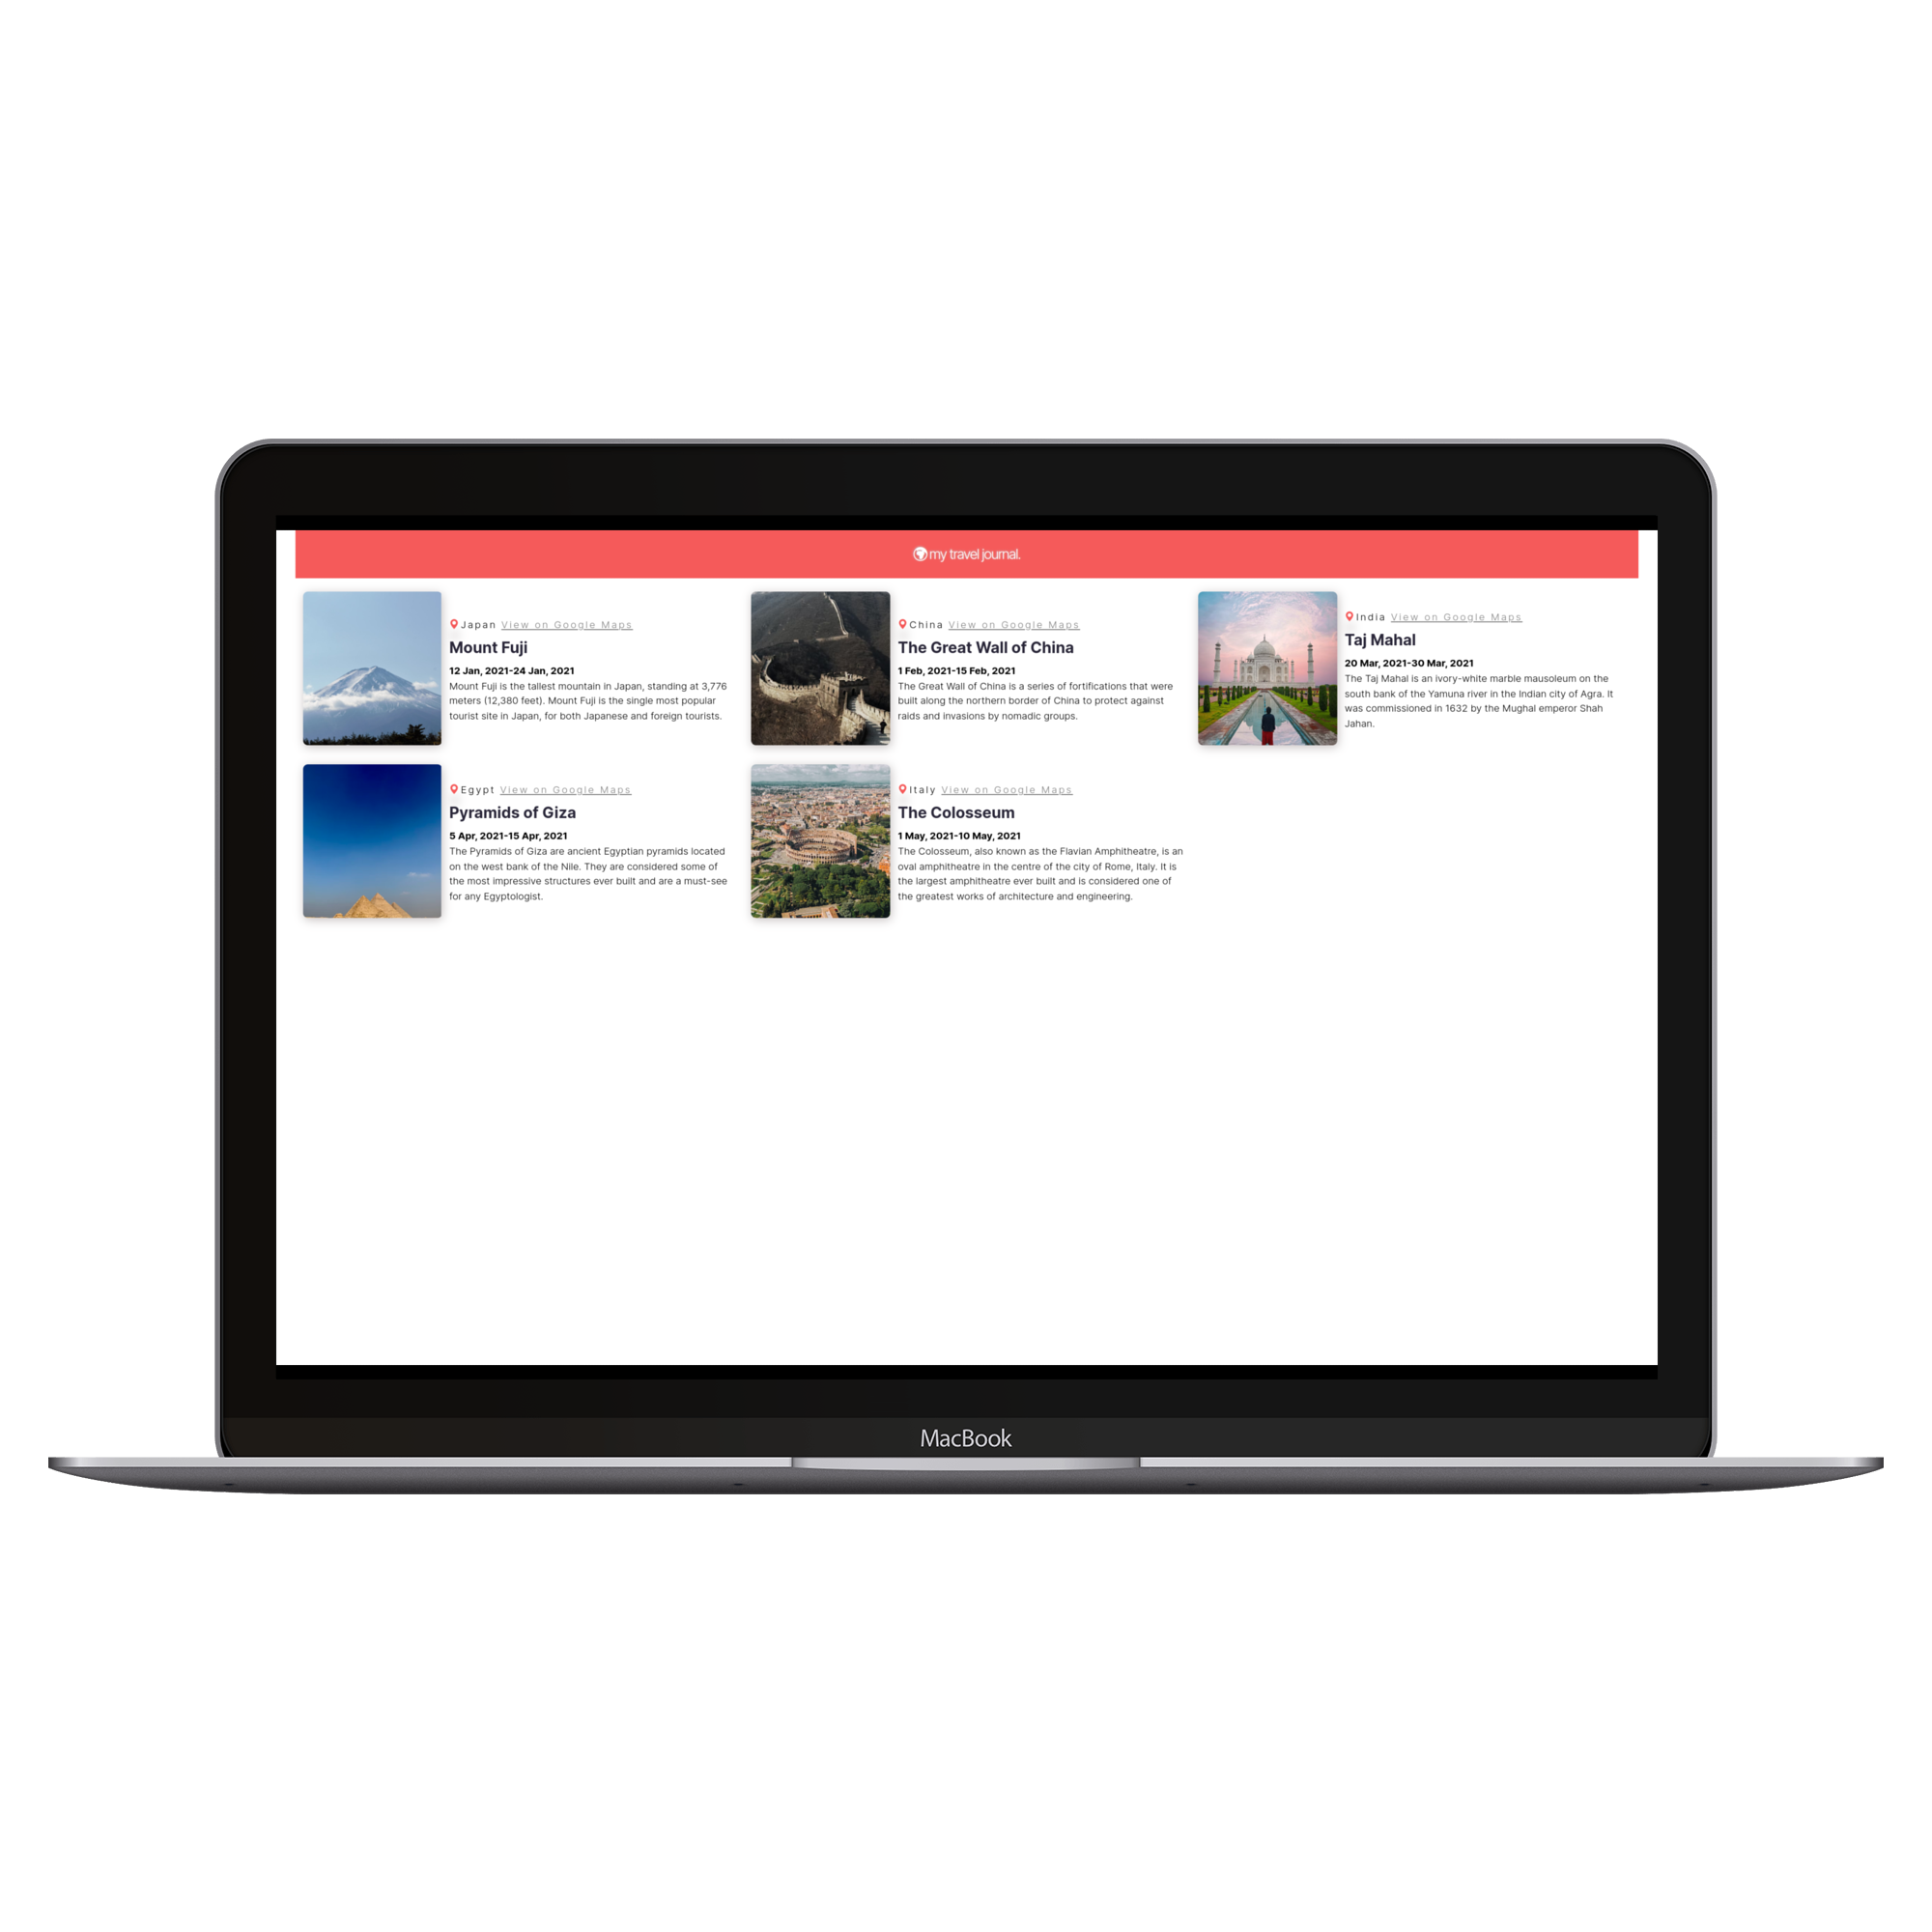 my travel journal.
Japan View on Google Maps
Mount Fuji
12 Jan, 2021-24 Jan, 2021
Mount Fuji is the tallest mountain in Japan, standing at 3,776
meters (12,380 feet). Mount Fuji is the single most popular
tourist site in Japan, for both Japanese and foreign tourists.
China View on Google Maps
The Great Wall of China
1 Feb, 2021-15 Feb, 2021
The Great Wall of China is a series of fortifications that were
built along the northern border of China to protect against
raids and invasions by nomadic groups.
India View on Google Maps
Taj Mahal
20 Mar, 2021-30 Mar, 2021
The Taj Mahal is an ivory-white marble mausoleum on the
south bank of the Yamuna river in the Indian city of Agra. It
was commissioned in 1632 by the Mughal emperor Shah
Jahan.
Egypt View on Google Maps
Pyramids of Giza
5 Apr, 2021-15 Apr, 2021
The Pyramids of Giza are ancient Egyptian pyramids located
on the west bank of the Nile. They are considered some of
the most impressive structures ever built and are a must-see
for any Egyptologist.
Italy View on Google Maps
The Colosseum
1 May, 2021-10 May, 2021
The Colosseum, also known as the Flavian Amphitheatre, is an
oval amphitheatre in the centre of the city of Rome, Italy. It is
the largest amphitheatre ever built and is considered one of
the greatest works of architecture and engineering.
MacBook